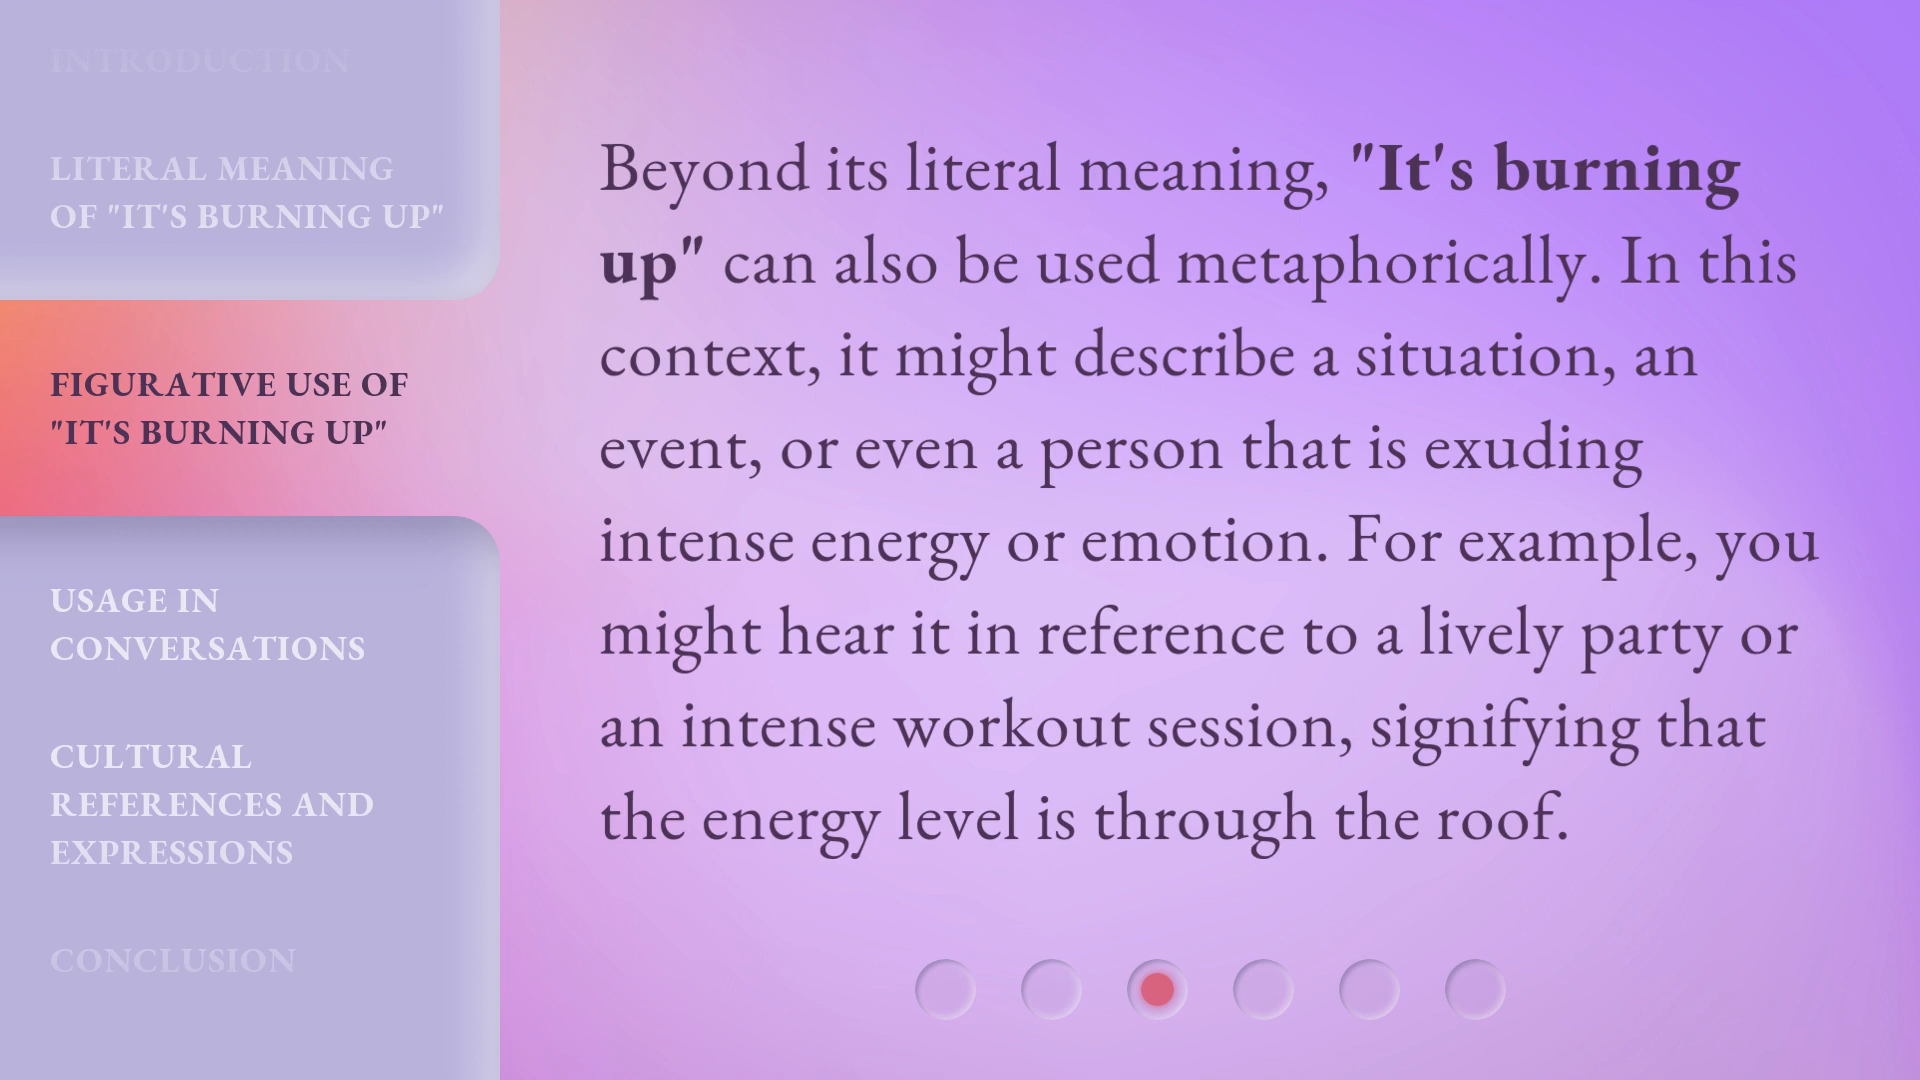 INTRODUCTION
LITERAL MEANING
OF "IT'S BURNING UP"
FIGURATIVE USE OF
"IT'S BURNING UP"
USAGE IN
CONVERSATIONS
CULTURAL
REFERENCES AND
EXPRESSIONS
CONCLUSION
Beyond its literal meaning, "It's burning
up" can also be used metaphorically. In this
context, it might describe a situation, an
event, or even a person that is exuding
intense energy or emotion. For example, you
might hear it in reference to a lively party or
an intense workout session, signifying that
the energy level is through the roof.